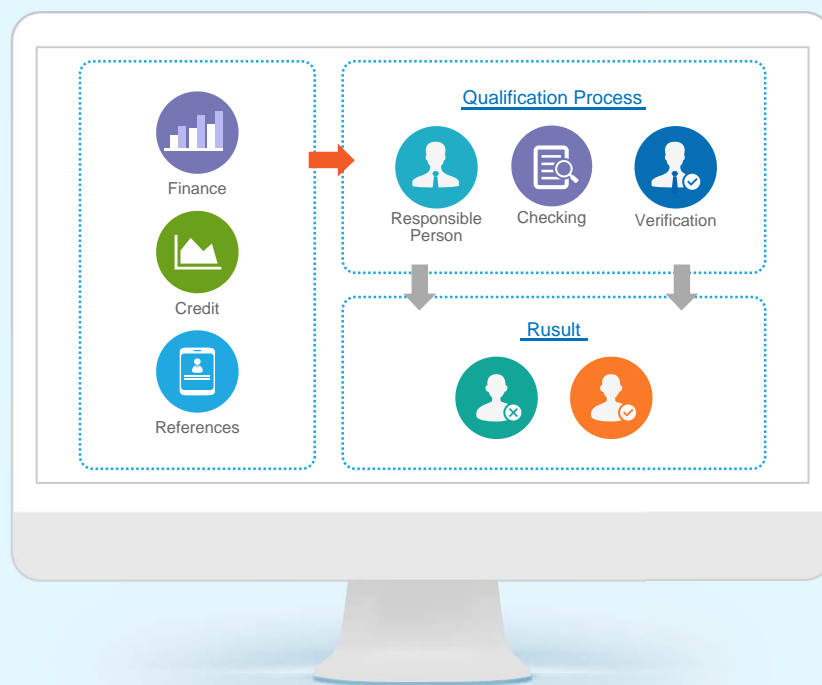 Finance
Credit
References
Qualification Process
Responsible
Person
Checking
Verification
Rusult